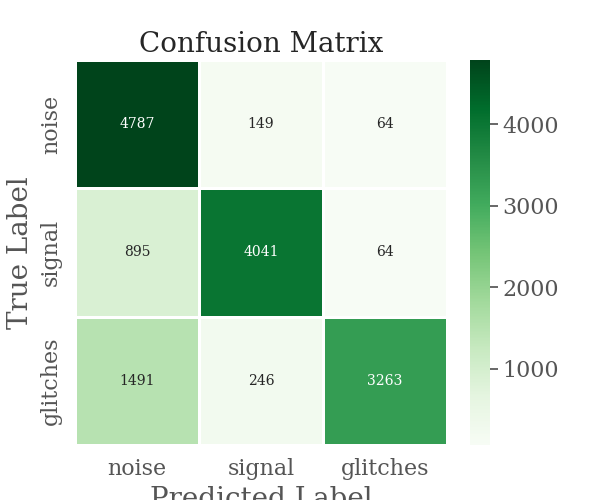 Confusion Matrix
True Label
noise
4787 149 64
signal
895 4041 64
glitches
1491 246 3263
noise signal glitches
Predicted Label
4000
3000
2000
1000